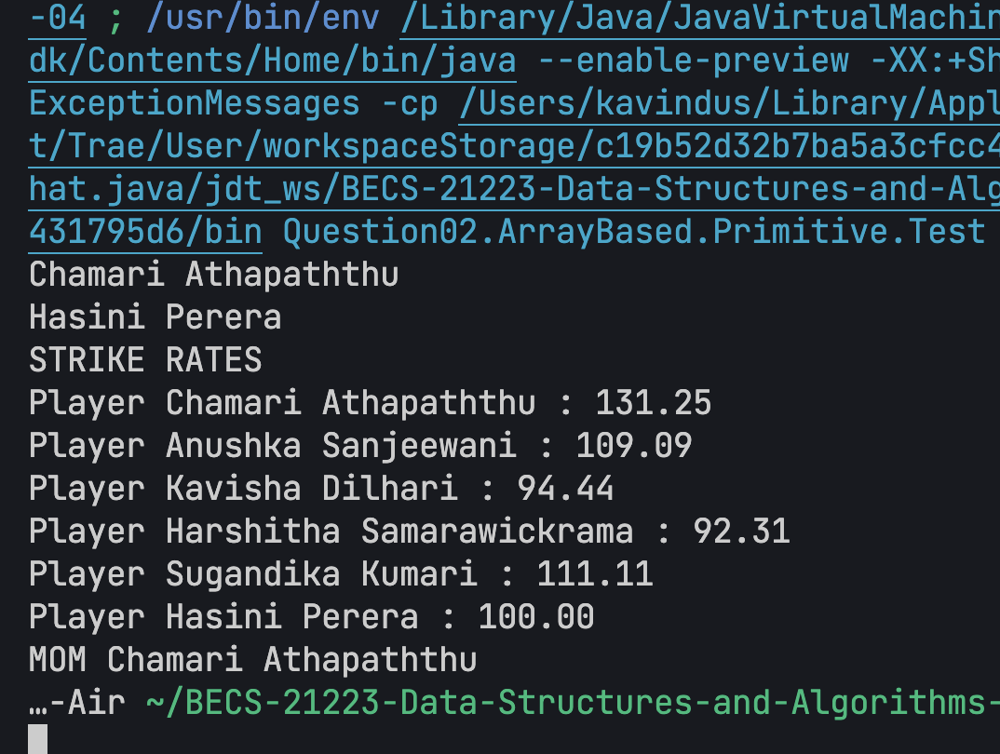 -04 ; /usr/bin/env /Library/Java/JavaVirtualMachin
dk/Contents/Home/bin/java --enable-preview -XX:+Sh
ExceptionMessages -cp /Users/kavindus/Library/Appl
t/Trae/User/workspaceStorage/c19b52d32b7ba5a3cfcc4
hat.java/jdt_ws/BECS-21223-Data-Structures-and-Alg
431795d6/bin Question02.ArrayBased.Primitive.Test
Chamari Athapaththu
Hasini Perera
STRIKE RATES
Player Chamari Athapaththu : 131.25
Player Anushka Sanjeewani : 109.09
Player Kavisha Dilhari : 94.44
Player Harshitha Samarawickrama : 92.31
Player Sugandika Kumari : 111.11
Player Hasini Perera : 100.00
MOM Chamari Athapaththu
…-Air ~/BECS-21223-Data-Structures-and-Algorithms-